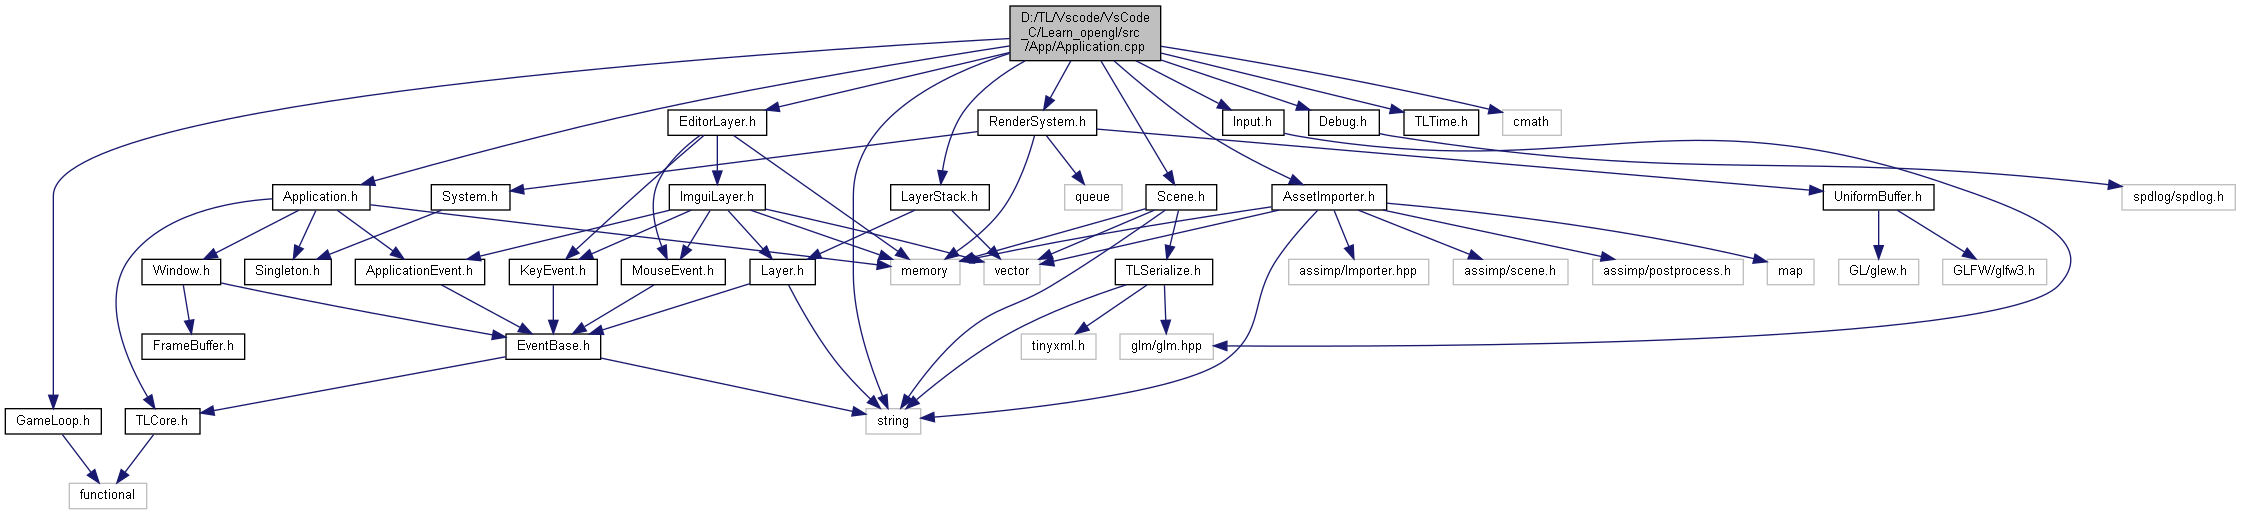 D:/TL/Vscode/VsCode
_C/Learn_opengl/src
/App/Application.cpp
EditorLayer.h
RenderSystem.h
Input.h
Debug.h
TLTime.h
cmath
Application.h
System.h
ImguiLayer.h
LayerStack.h
queue
Scene.h
AssetImporter.h
UniformBuffer.h
spdlog/spdlog.h
Window.h
Singleton.h
ApplicationEvent.h
KeyEvent.h
MouseEvent.h
Layer.h
memory
vector
TLSerialize.h
assimp/Importer.hpp
assimp/scene.h
assimp/postprocess.h
map
GL/glew.h
GLFW/glfw3.h
FrameBuffer.h
EventBase.h
tinyxml.h
glm/glm.hpp
GameLoop.h
TLCore.h
string
functional